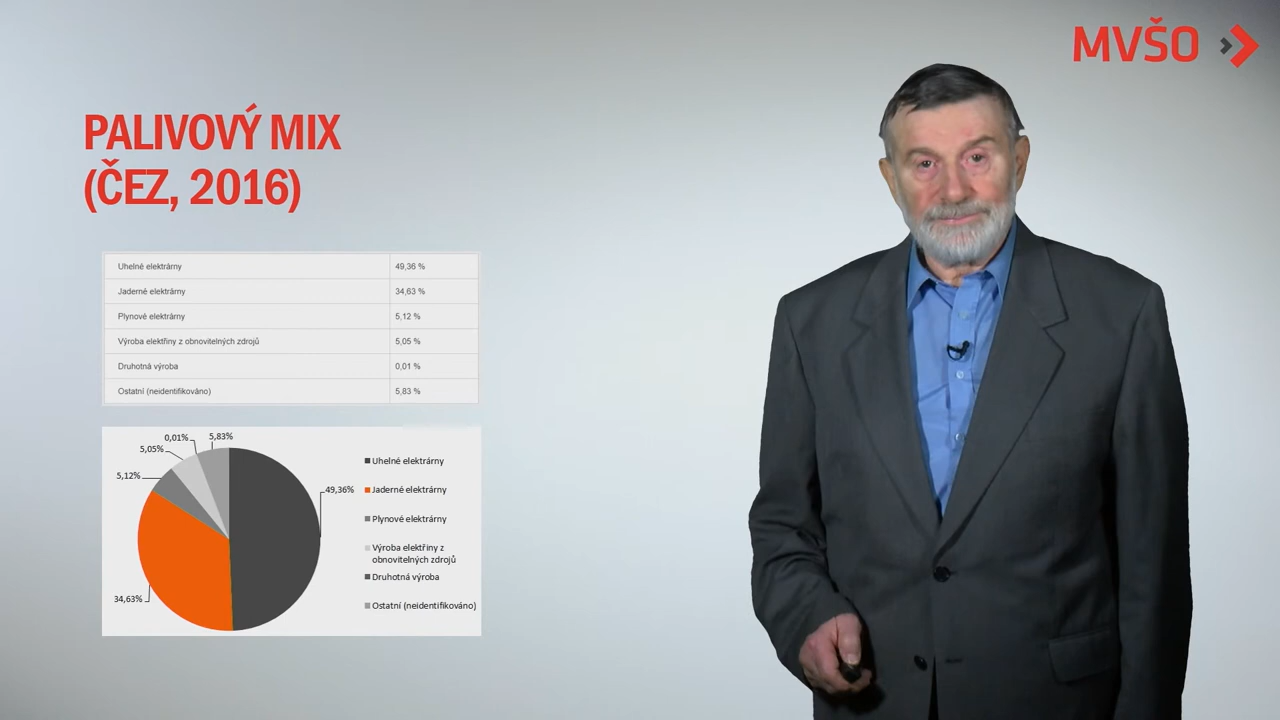 MVŠO
PALIVOVÝ MIX
(ČEZ, 2016)
Uhelné elektrárny 49,36 %
Jaderné elektrárny 34,63 %
Plynové elektrárny 5,12 %
Výroba elektřiny z obnovitelných zdrojů 5,05 %
Druhotná výroba 0,01 %
Ostatní (neidentifikováno) 5,83 %
0,01%
5,83%
5,05%
5,12%
49,36%
34,63%
Uhelné elektrárny
Jaderné elektrárny
Plynové elektrárny
Výroba elektřiny z
obnovitelných zdrojů
Druhotná výroba
Ostatní (neidentifikováno)